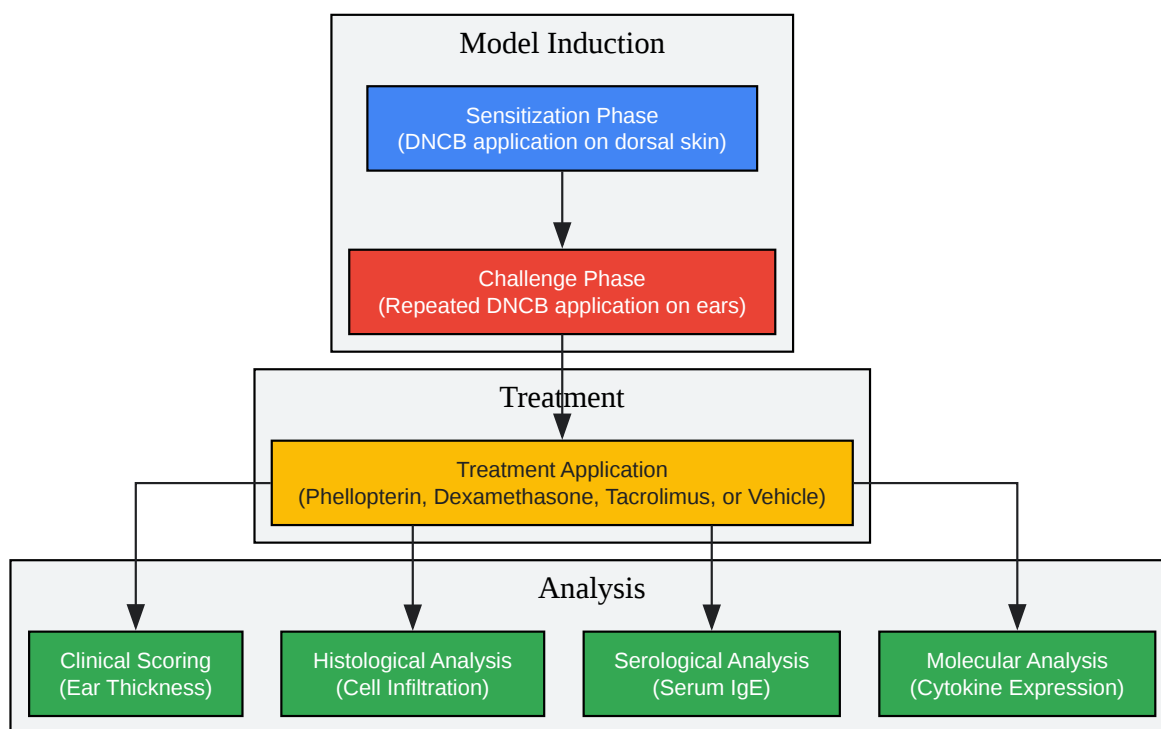 Model Induction
Sensitization Phase
(DNCB application on dorsal skin)
Challenge Phase
(Repeated DNCB application on ears)
Treatment
Treatment Application
(Phellopterin, Dexamethasone, Tacrolimus, or Vehicle)
Analysis
Clinical Scoring
(Ear Thickness)
Histological Analysis
(Cell Infiltration)
Serological Analysis
(Serum IgE)
Molecular Analysis
(Cytokine Expression)